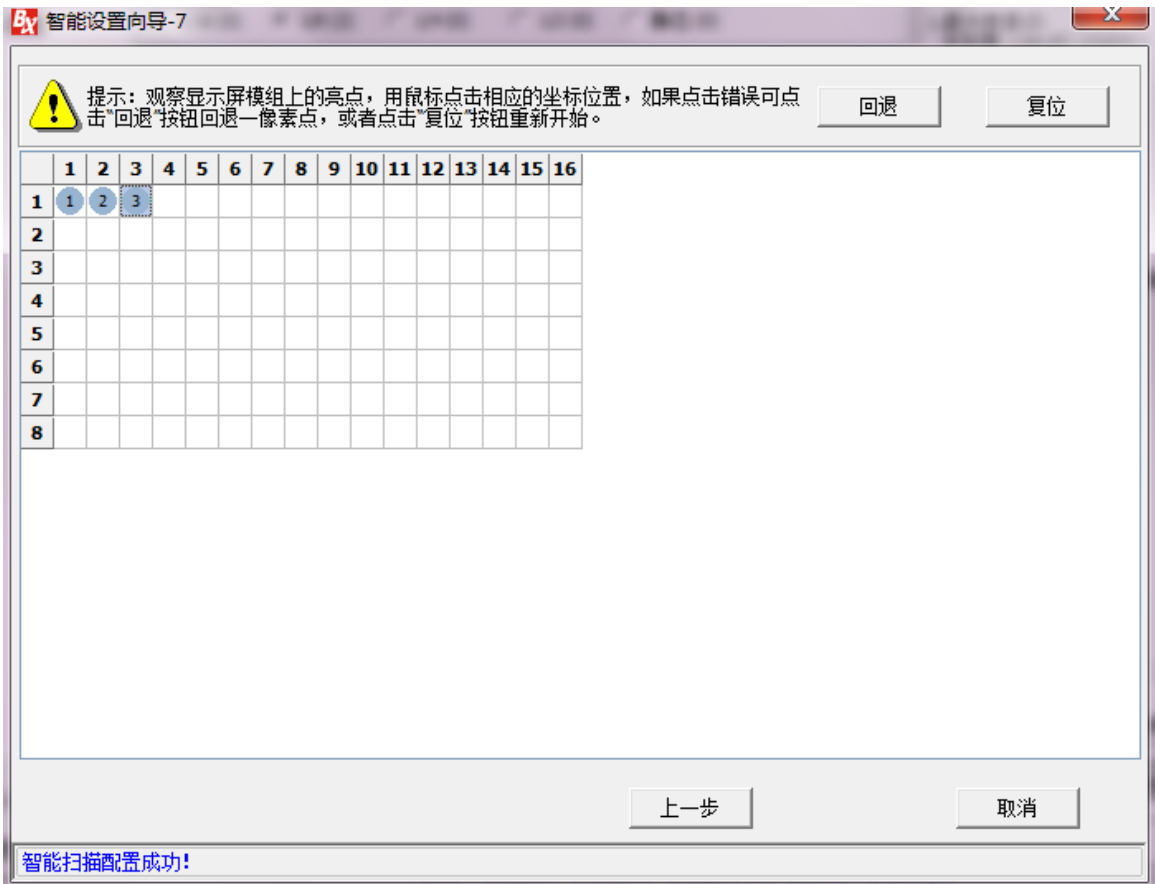 BX 智能设置向导-7
提示：观察显示屏模组上的亮点，用鼠标点击相应的坐标位置，如果点击错误可点
击"回退"按钮回退一像素点，或者点击"复位"按钮重新开始。
回退 复位
1 2 3 4 5 6 7 8 9 10 11 12 13 14 15 16
1 1 2 3
2
3
4
5
6
7
8
上一步 取消
智能扫描配置成功!